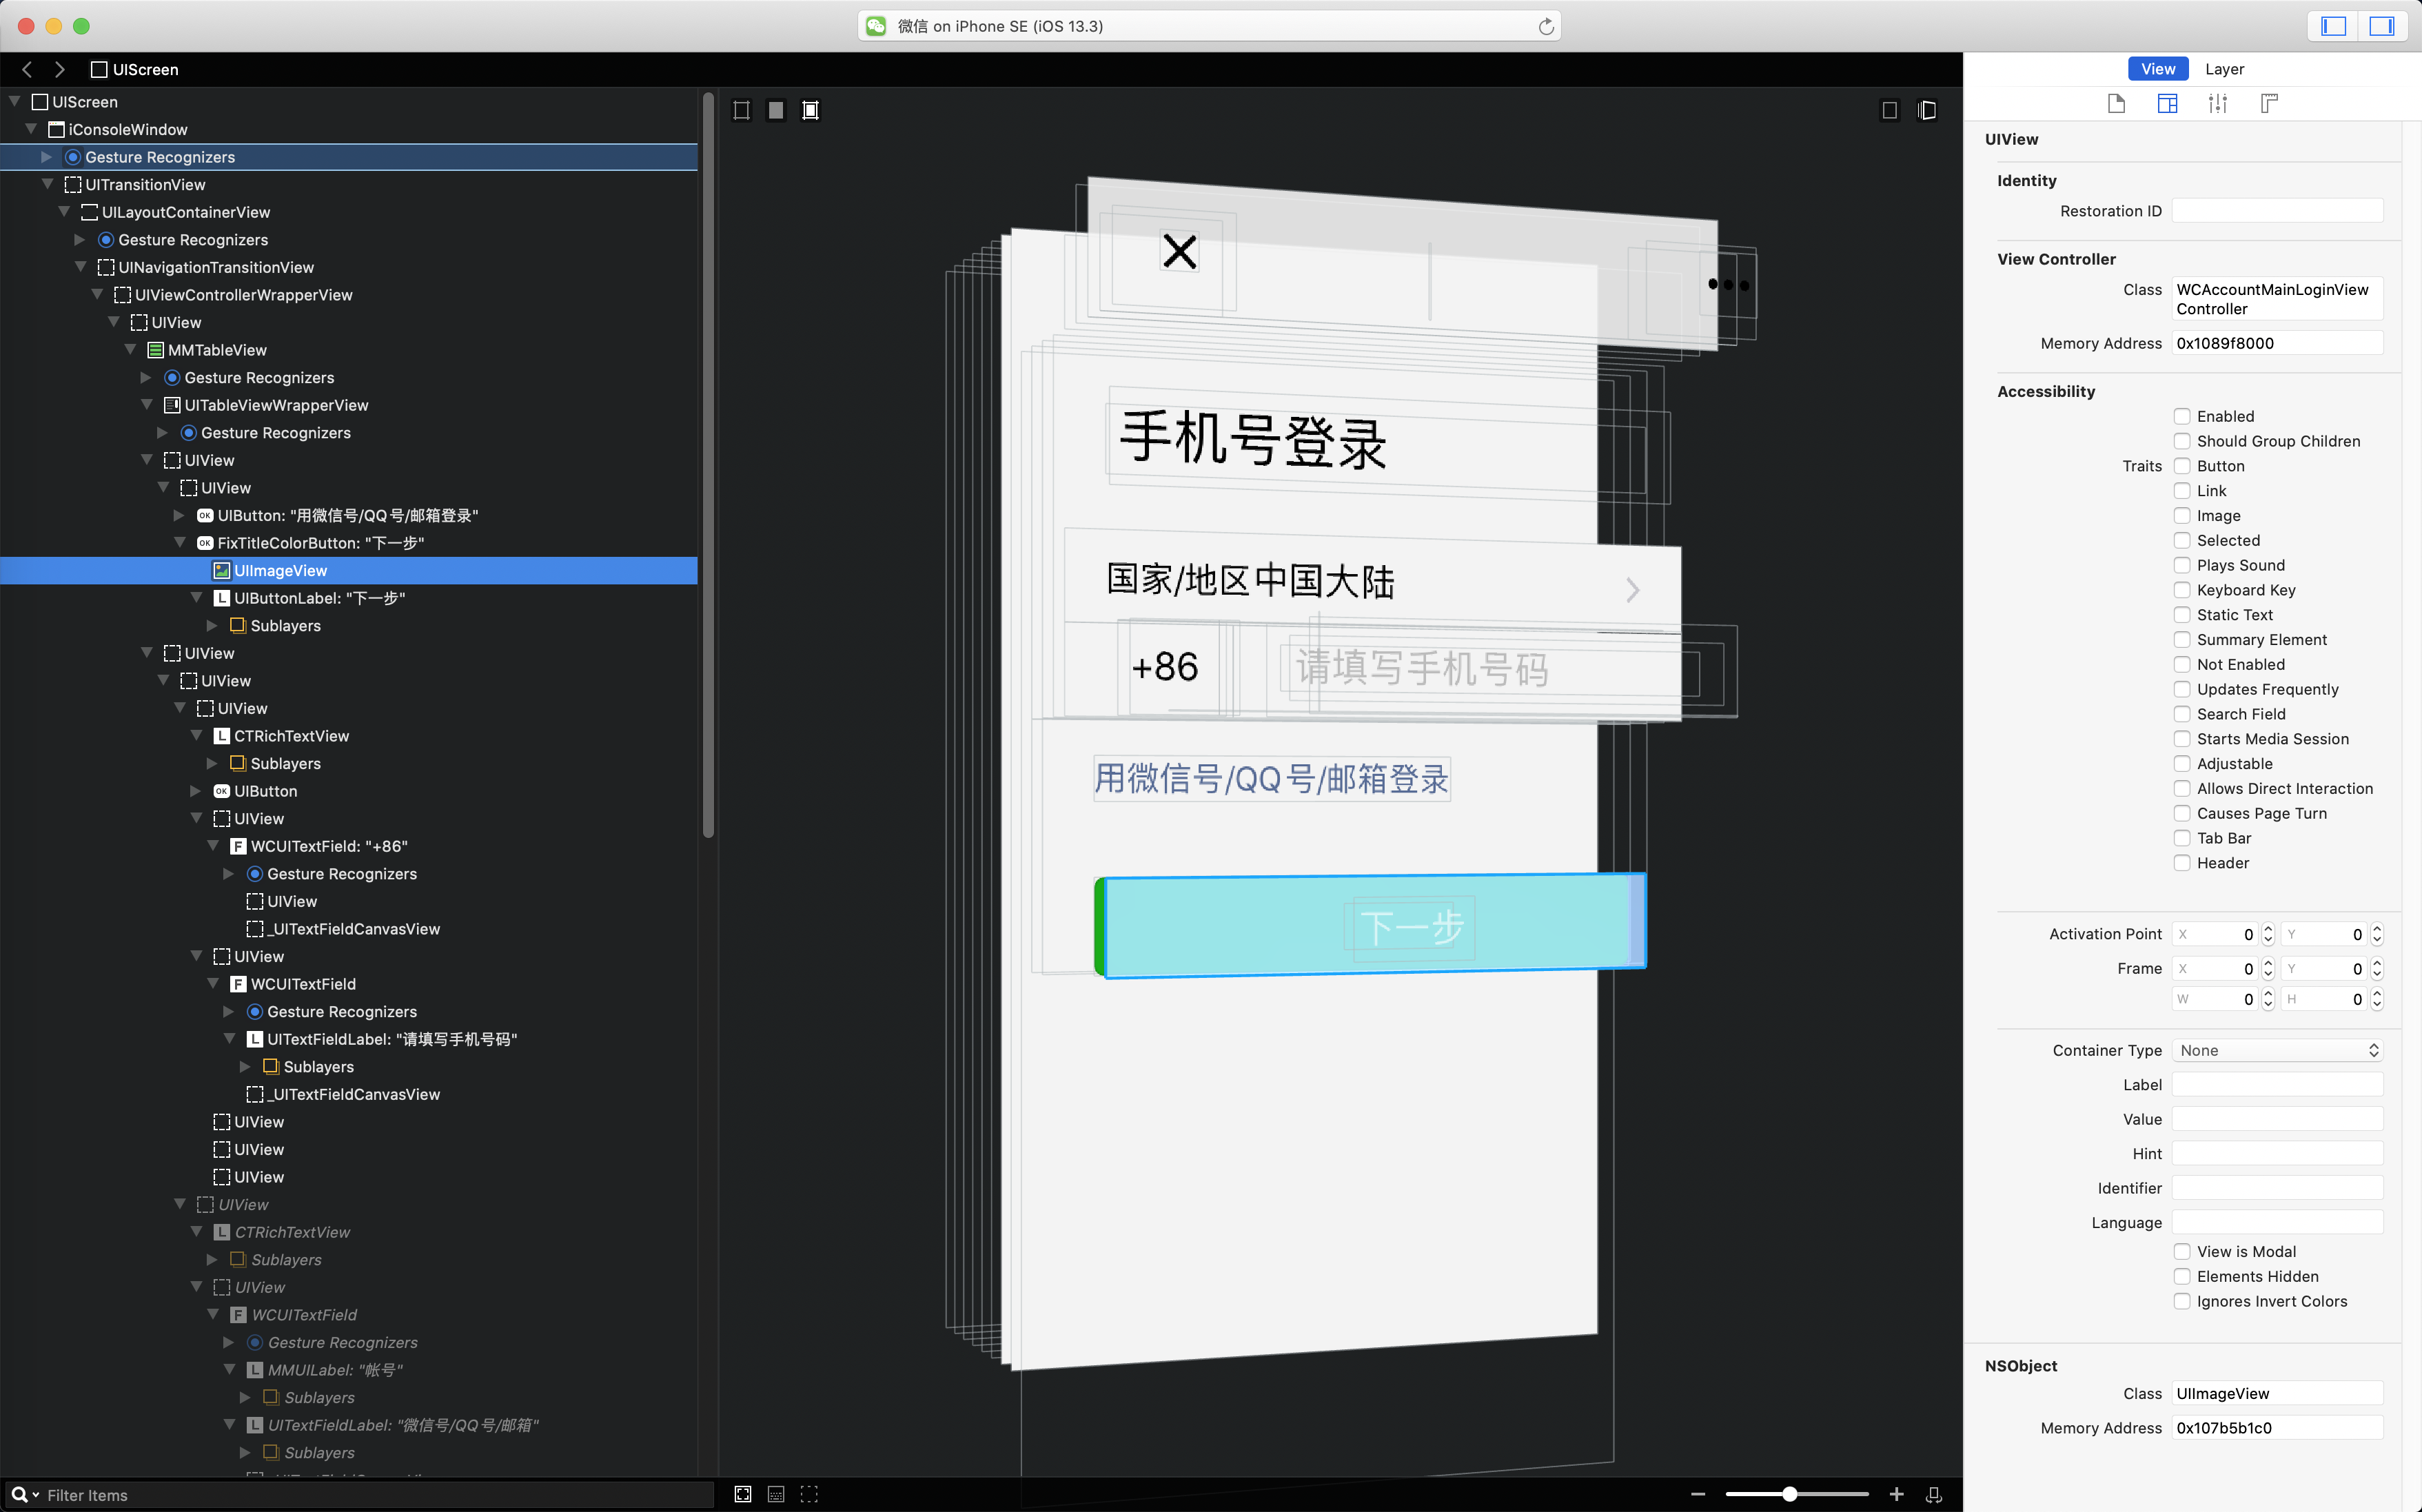 微信 on iPhone SE (iOS 13.3)
UIScreen
UIScreen
iConsoleWindow
Gesture Recognizers
UITransitionView
UILayoutContainerView
Gesture Recognizers
UINavigationTransitionView
UIViewControllerWrapperView
UIView
MMTableView
Gesture Recognizers
UITableViewWrapperView
Gesture Recognizers
UIView
UIView
OK UIButton: "用微信号/QQ号/邮箱登录"
OK FixTitleColorButton: "下一步"
UIImageView
L UIButtonLabel: "下一步"
Sublayers
UIView
UIView
UIView
L CTRichTextView
Sublayers
OK UIButton
UIView
F WCUITextField: "+86"
Gesture Recognizers
UIView
_UITextFieldCanvasView
UIView
F WCUITextField
Gesture Recognizers
L UITextFieldLabel: "请填写手机号码"
Sublayers
_UITextFieldCanvasView
UIView
UIView
UIView
UIView
L CTRichTextView
Sublayers
UIView
F WCUITextField
Gesture Recognizers
L MMUILabel: "帐号"
Sublayers
L UITextFieldLabel: "微信号/QQ号/邮箱"
Sublayers
Filter Items
手机号登录
国家/地区中国大陆
+86 请填写手机号码
用微信号/QQ号/邮箱登录
下一步
View Layer
UIView
Identity
Restoration ID
View Controller
Class WCAccountMainLoginView
Controller
Memory Address 0x1089f8000
Accessibility
Enabled
Should Group Children
Traits Button
Link
Image
Selected
Plays Sound
Keyboard Key
Static Text
Summary Element
Not Enabled
Updates Frequently
Search Field
Starts Media Session
Adjustable
Allows Direct Interaction
Causes Page Turn
Tab Bar
Header
Activation Point X 0 Y 0
Frame X 0 Y 0
W 0 H 0
Container Type None
Label
Value
Hint
Identifier
Language
View is Modal
Elements Hidden
Ignores Invert Colors
NSObject
Class UIImageView
Memory Address 0x107b5b1c0